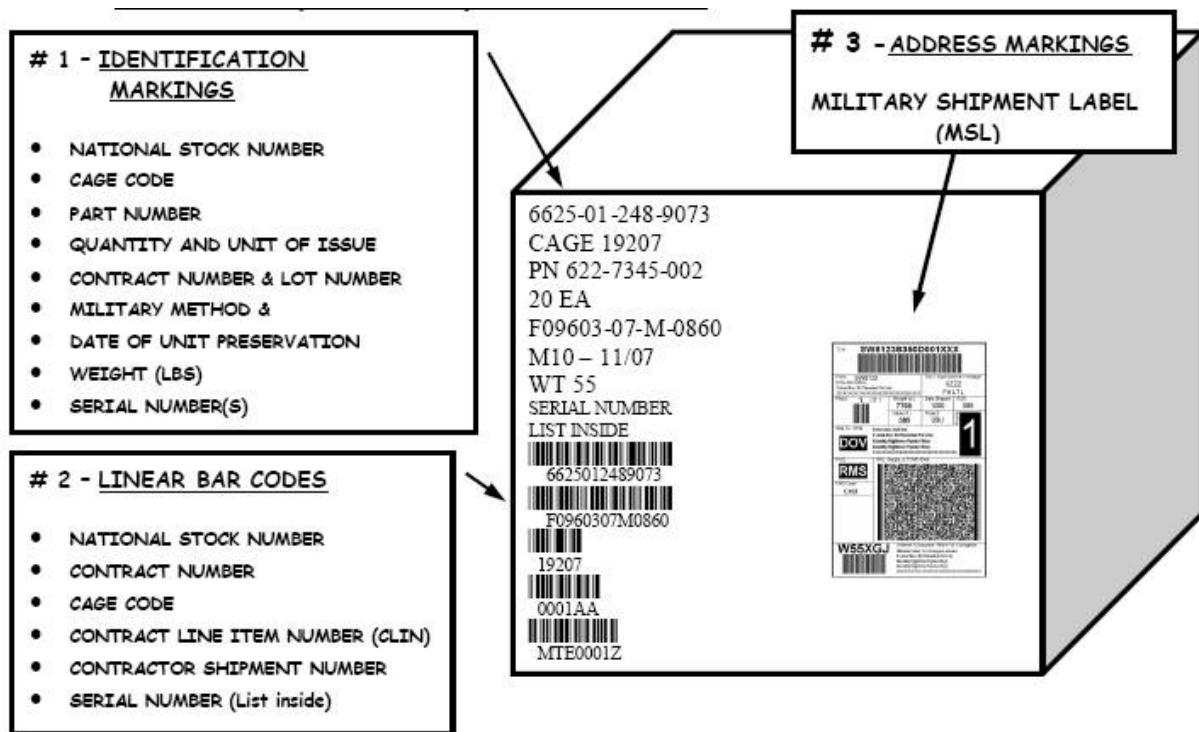 # 1 - IDENTIFICATION
MARKINGS
• NATIONAL STOCK NUMBER
• CAGE CODE
• PART NUMBER
• QUANTITY AND UNIT OF ISSUE
• CONTRACT NUMBER & LOT NUMBER
• MILITARY METHOD &
• DATE OF UNIT PRESERVATION
• WEIGHT (LBS)
• SERIAL NUMBER(S)
# 2 - LINEAR BAR CODES
• NATIONAL STOCK NUMBER
• CONTRACT NUMBER
• CAGE CODE
• CONTRACT LINE ITEM NUMBER (CLIN)
• CONTRACTOR SHIPMENT NUMBER
• SERIAL NUMBER (List inside)
# 3 - ADDRESS MARKINGS
MILITARY SHIPMENT LABEL
(MSL)
6625-01-248-9073
CAGE 19207
PN 622-7345-002
20 EA
F09603-07-M-0860
M10 – 11/07
WT 55
SERIAL NUMBER
LIST INSIDE
6625012489073
F0960307M0860
19207
0001AA
MTE0001Z
1
DOV
RMS
W55XGJ